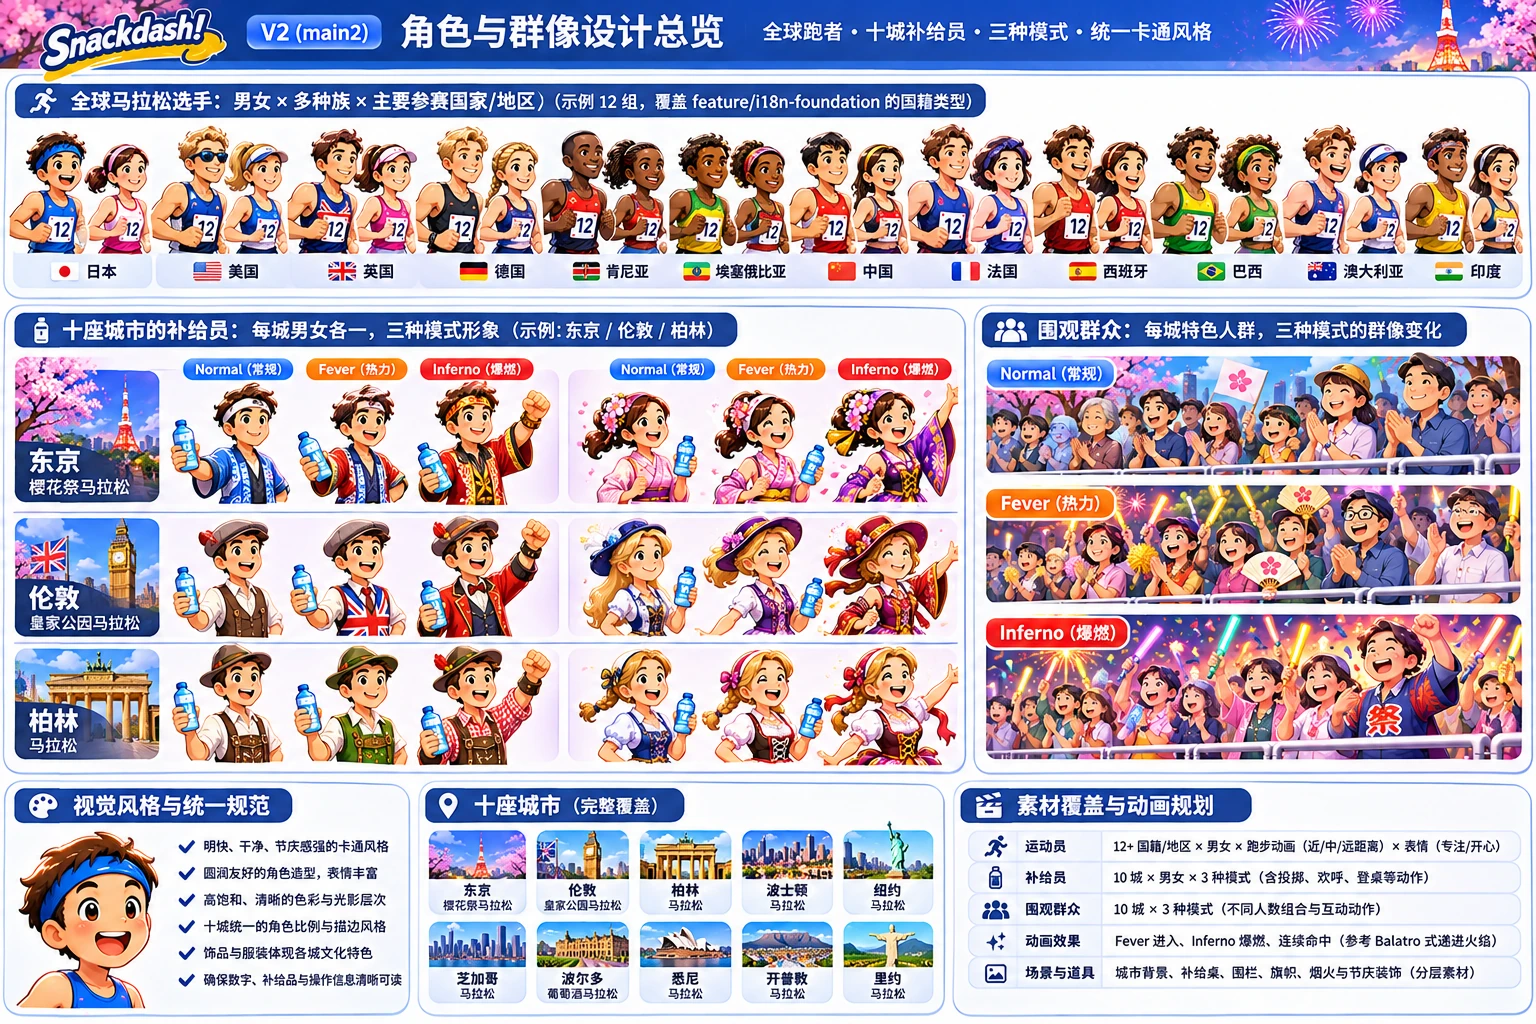 Snackdash!
V2 (main2)
角色与群像设计总览
全球跑者 • 十城补给员 • 三种模式 • 统一卡通风格
全球马拉松选手：男女 × 多种族 × 主要参赛国家/地区）（示例 12 组，覆盖 feature/i18n-foundation 的国籍类型）
12 12 12 12 12 12 12 12 12 12 12 12 12 12 12 12 12 12 12 12 12 12 12 12
日本 美国 英国 德国 肯尼亚 埃塞俄比亚 中国 法国 西班牙 巴西 澳大利亚 印度
十座城市的补给员：每城男女各一，三种模式形象（示例：东京 / 伦敦 / 柏林）
Normal (常规) Fever (热力) Inferno (爆燃) Normal (常规) Fever (热力) Inferno (爆燃)
东京
樱花祭马拉松
伦敦
皇家公园马拉松
柏林
马拉松
围观群众：每城特色人群，三种模式的群像变化
Normal (常规)
Fever (热力)
Inferno (爆燃)
祭
视觉风格与统一规范
明快、干净、节庆感强的卡通风格
圆润友好的角色造型，表情丰富
高饱和、清晰的色彩与光影层次
十城统一的角色比例与描边风格
饰品与服装体现各城文化特色
确保数字、补给品与操作信息清晰可读
十座城市（完整覆盖）
东京 伦敦 柏林 波士顿 纽约
樱花祭马拉松 皇家公园马拉松 马拉松 马拉松 马拉松
芝加哥 波尔多 悉尼 开普敦 里约
马拉松 葡萄酒马拉松 马拉松 马拉松 马拉松
素材覆盖与动画规划
运动员 12+ 国籍/地区 × 男女 × 跑步动画（近/中/远距离）× 表情（专注/开心）
补给员 10 城 × 男女 × 3 种模式（含投掷、欢呼、登桌等动作）
围观群众 10 城 × 3 种模式（不同人数组合与互动动作）
动画效果 Fever 进入、Inferno 爆燃、连续命中（参考 Balatro 式递进火焰）
场景与道具 城市背景、补给桌、围栏、旗帜、烟火与节庆装饰（分层素材）